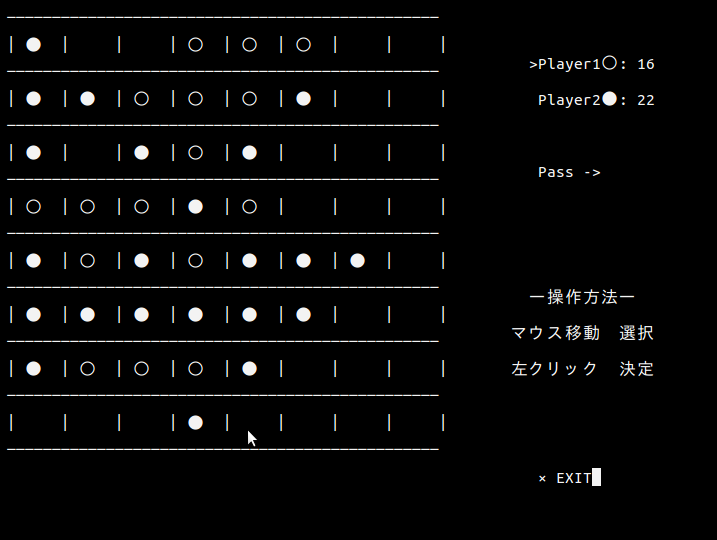 >Player1○: 16
Player2●: 22
Pass ->
ー操作方法ー
マウス移動　選択
左クリック　決定
× EXIT